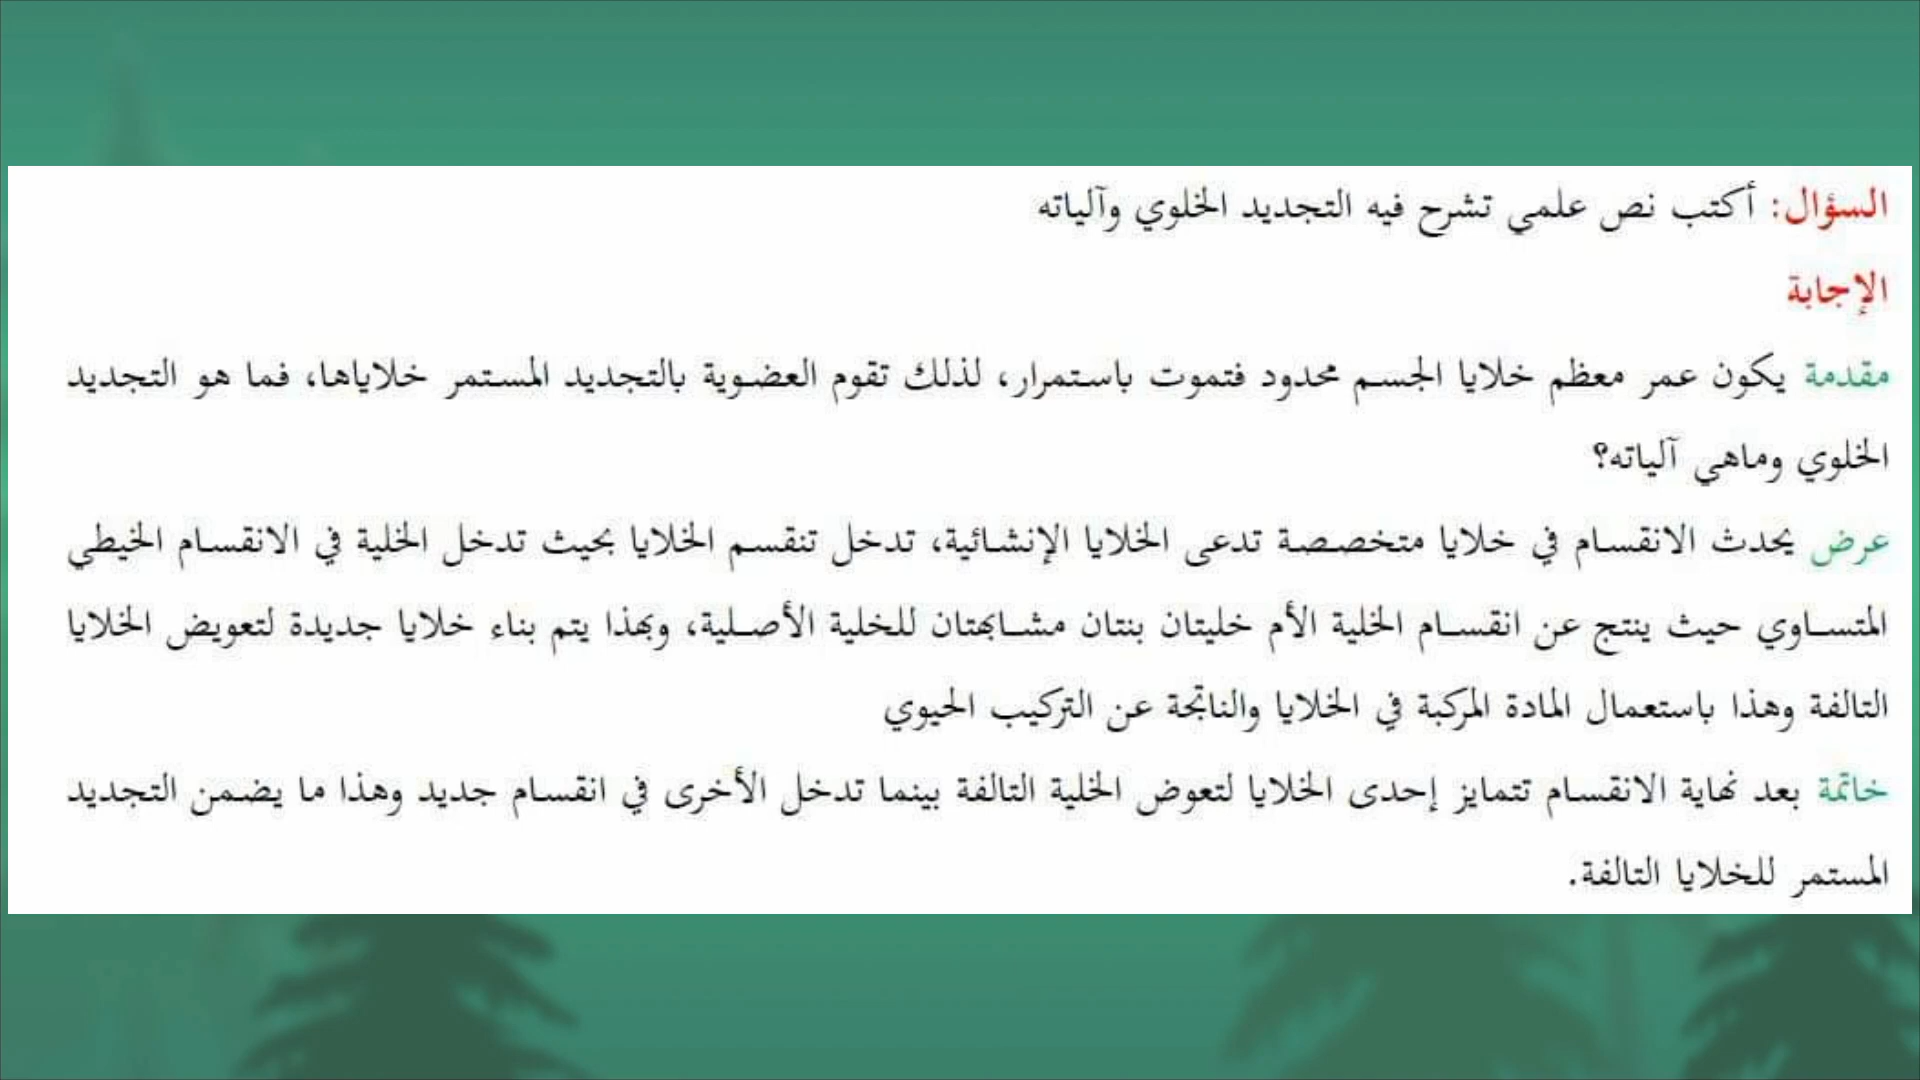 السؤال: أكتب نص علمي تشرح فيه التجديد الخلوي وآلياته
الإجابة
مقدمة يكون عمر معظم خلايا الجسم محدود فتموت باستمرار، لذلك تقوم العضوية بالتجديد المستمر خلاياها، فما هو التجديد
الخلوي وماهي آلياته؟
عرض يحدث الانقسام في خلايا متخصصة تدعى الخلايا الإنشائية، تدخل تنقسم الخلايا بحيث تدخل الخلية في الانقسام الخيطي
المتساوي حيث ينتج عن انقسام الخلية الأم خليتان بنتان مشابهتان للخلية الأصلية، وبهذا يتم بناء خلايا جديدة لتعويض الخلايا
التالفة وهذا باستعمال المادة المركبة في الخلايا والناتجة عن التركيب الحيوي
خاتمة بعد نهاية الانقسام تتمايز إحدى الخلايا لتعوض الخلية التالفة بينما تدخل الأخرى في انقسام جديد وهذا ما يضمن التجديد
المستمر للخلايا التالفة.